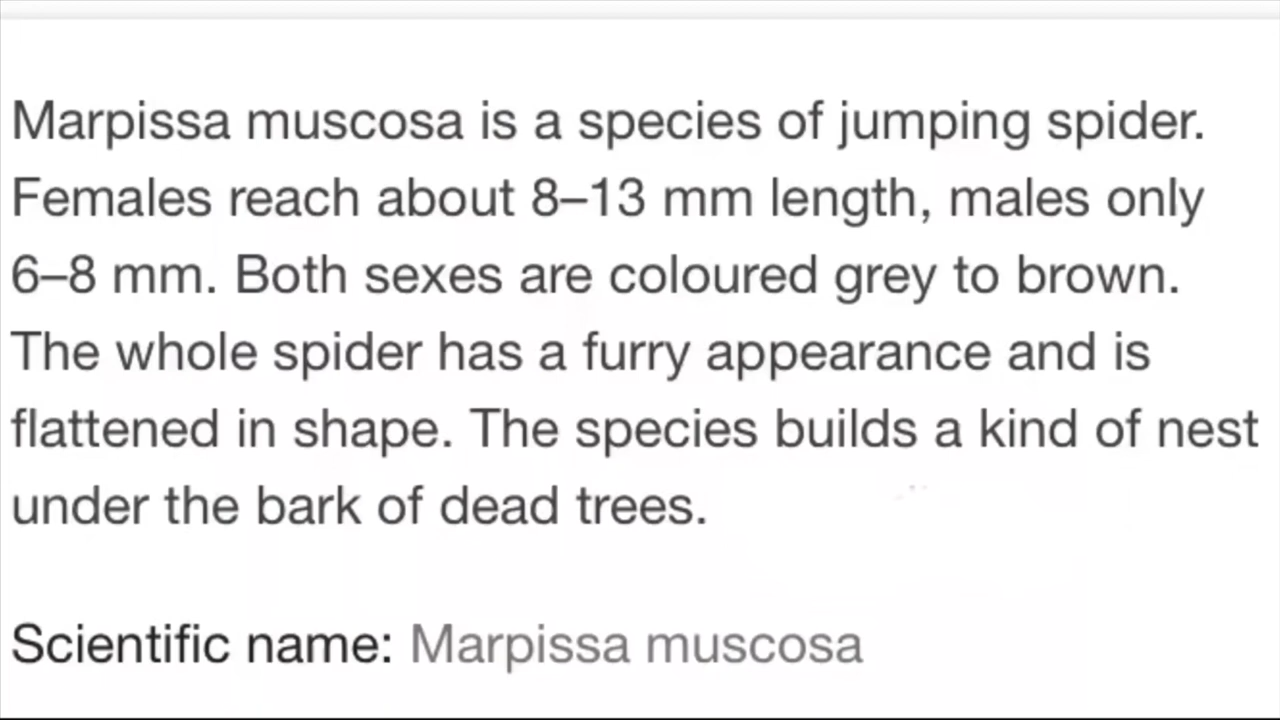 Marpissa muscosa is a species of jumping spider.
Females reach about 8–13 mm length, males only
6–8 mm. Both sexes are coloured grey to brown.
The whole spider has a furry appearance and is
flattened in shape. The species builds a kind of nest
under the bark of dead trees.
Scientific name: Marpissa muscosa